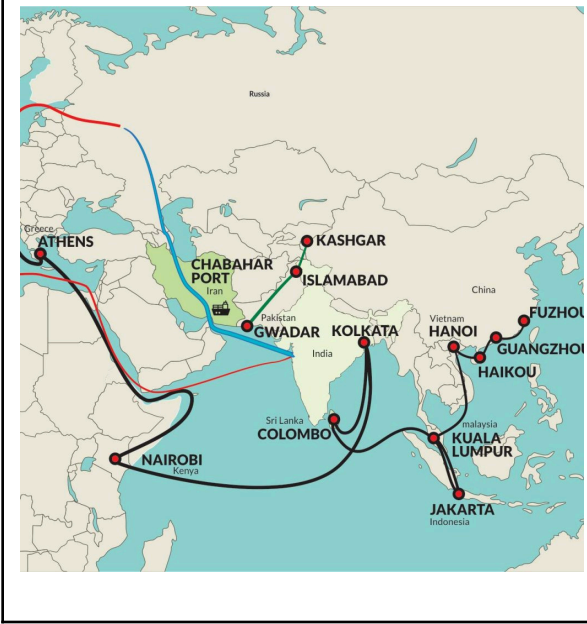 Russia
Greece
ATHENS
KASHGAR
CHABAHAR
PORT
Iran
ISLAMABAD
China
Pakistan
GWADAR
KOLKATA
India
Vietnam
HANOI
FUZHOU
GUANGZHOU
HAIKOU
Sri Lanka
COLOMBO
malaysia
KUALA
LUMPUR
NAIROBI
Kenya
JAKARTA
Indonesia